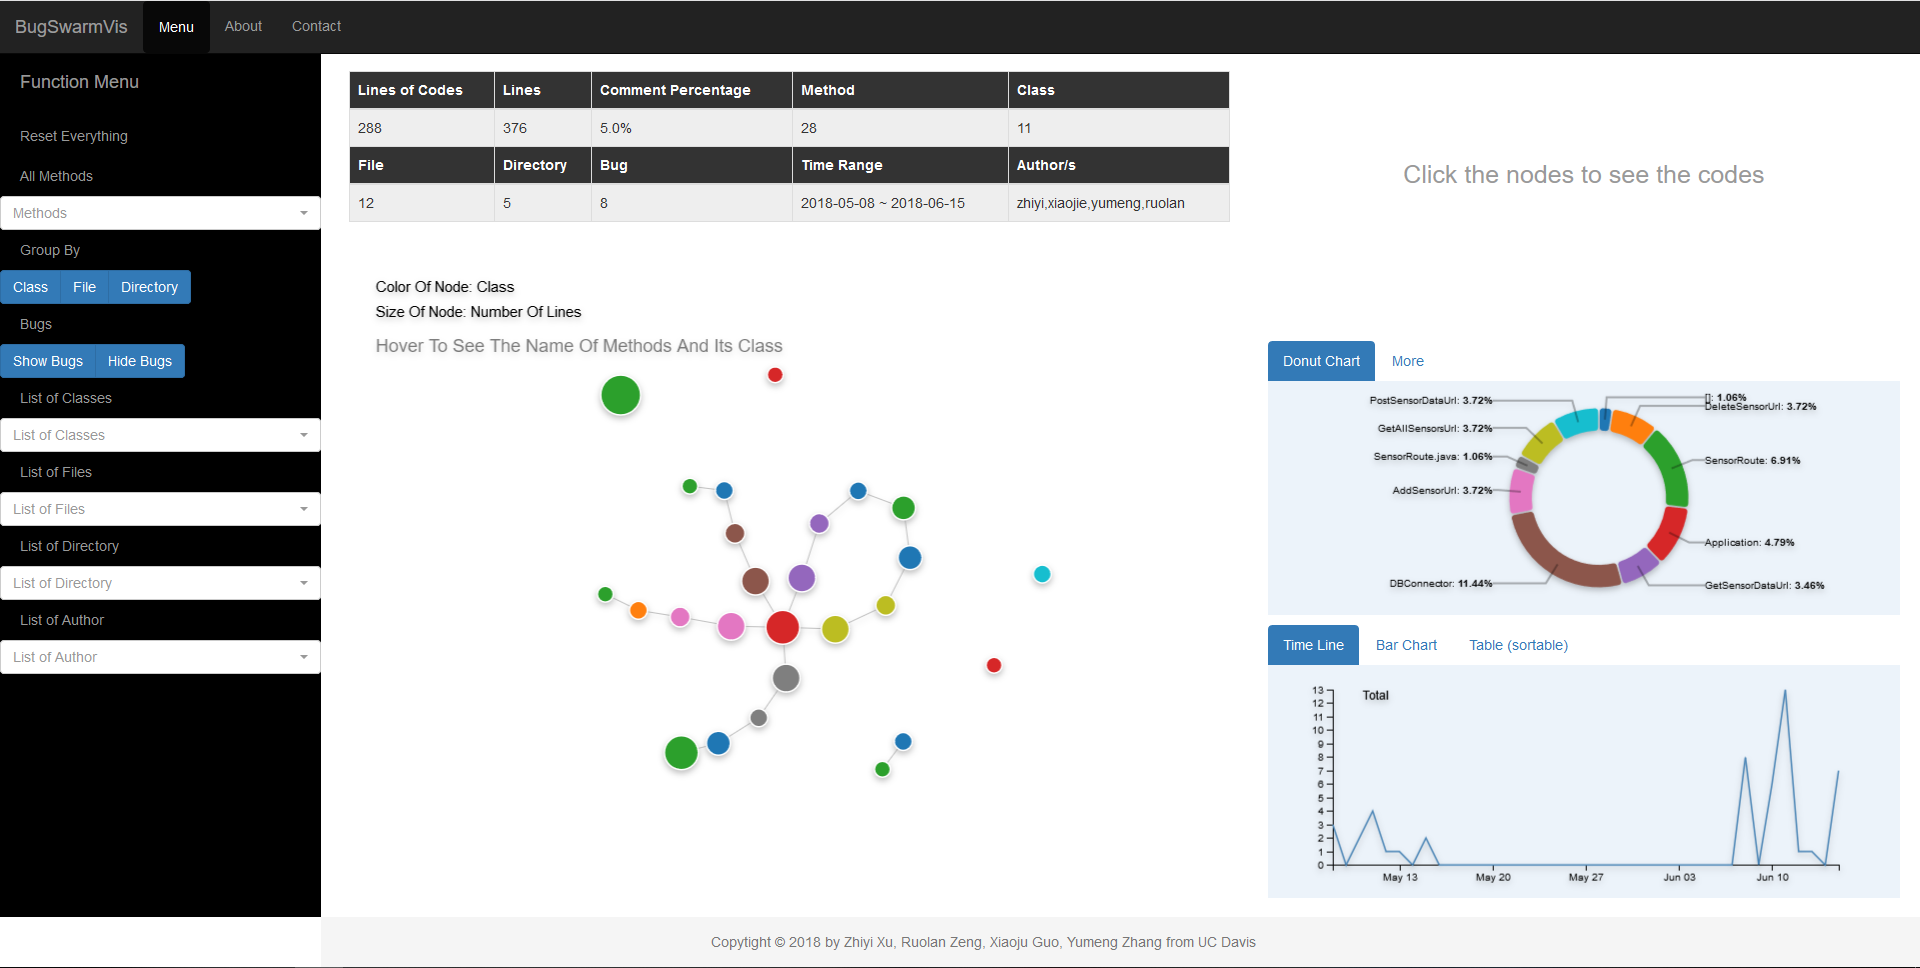 BugSwarmVis Menu About Contact
Function Menu
Reset Everything
All Methods
Methods
Group By
Class File Directory
Bugs
Show Bugs Hide Bugs
List of Classes
List of Classes
List of Files
List of Files
List of Directory
List of Directory
List of Author
List of Author
Lines of Codes Lines Comment Percentage Method Class
288 376 5.0% 28 11
File Directory Bug Time Range Author/s
12 5 8 2018-05-08 ~ 2018-06-15 zhiyi,xiaojie,yumeng,ruolan
Color Of Node: Class
Size Of Node: Number Of Lines
Hover To See The Name Of Methods And Its Class
Click the nodes to see the codes
Donut Chart More
PostSensorDataUrl: 3.72%
GetAllSensorsUrl: 3.72%
SensorRoute.java: 1.06%
AddSensorUrl: 3.72%
DBConnector: 11.44%
[]: 1.06%
DeleteSensorUrl: 3.72%
SensorRoute: 6.91%
Application: 4.79%
GetSensorDataUrl: 3.46%
Time Line Bar Chart Table (sortable)
Total
13
12
11
10
9
8
7
6
5
4
3
2
1
0
May 13 May 20 May 27 Jun 03 Jun 10
Copytight © 2018 by Zhiyi Xu, Ruolan Zeng, Xiaoju Guo, Yumeng Zhang from UC Davis